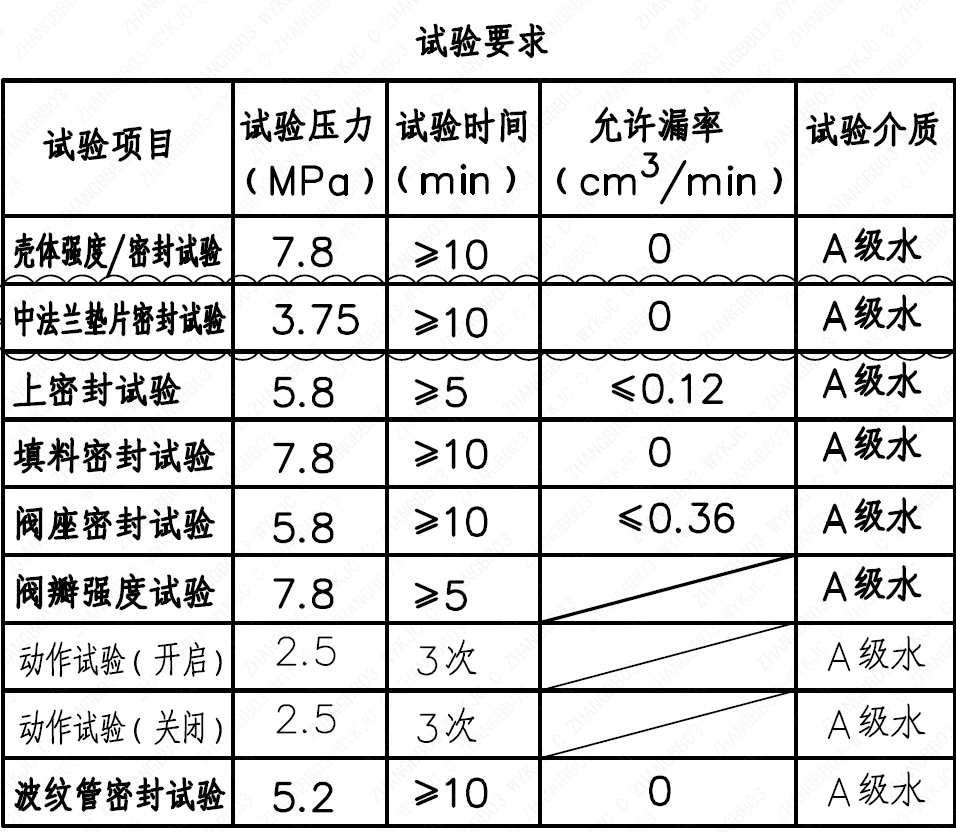 试验要求
试验项目 试验压力(MPa) 试验时间(min) 允许漏率(cm³/min) 试验介质
壳体强度/密封试验 7.8 ≥10 0 A级水
中法兰垫片密封试验 3.75 ≥10 0 A级水
上密封试验 5.8 ≥5 ≤0.12 A级水
填料密封试验 7.8 ≥10 0 A级水
阀座密封试验 5.8 ≥10 ≤0.36 A级水
阀瓣强度试验 7.8 ≥5 A级水
动作试验(开启) 2.5 3次 A级水
动作试验(关闭) 2.5 3次 A级水
波纹管密封试验 5.2 ≥10 0 A级水